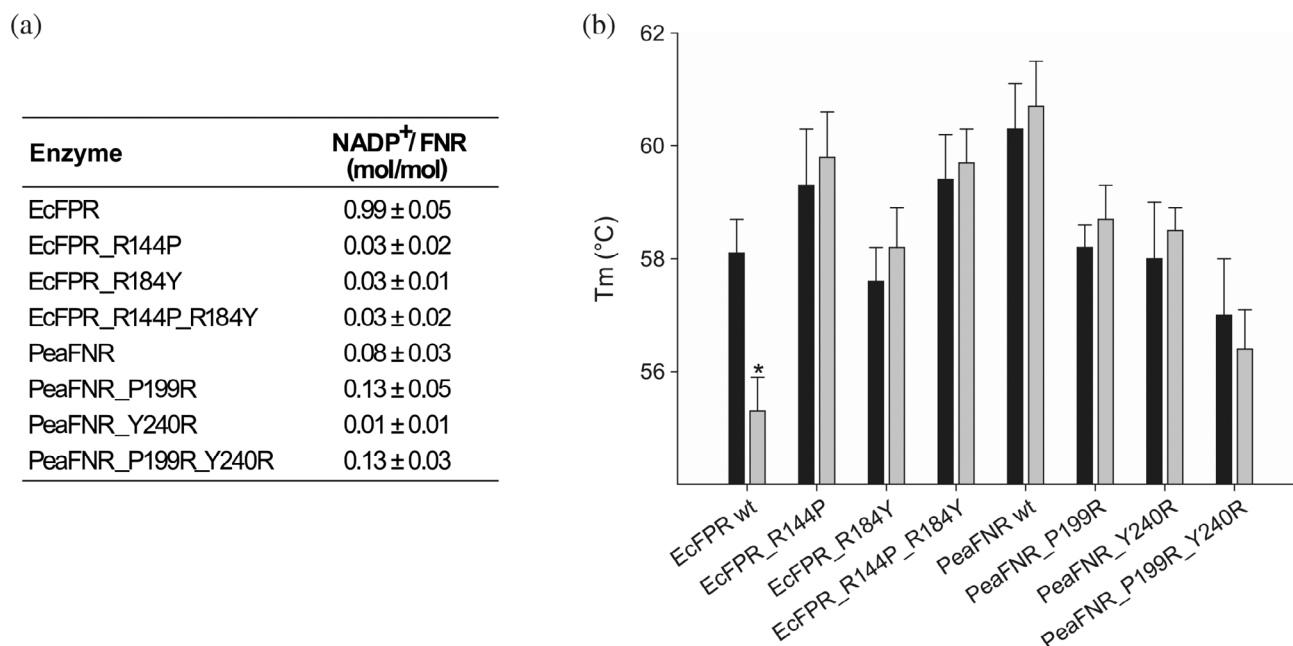 (a)
Enzyme NADP+/FNR (mol/mol)
EcFPR 0.99 ± 0.05
EcFPR_R144P 0.03 ± 0.02
EcFPR_R184Y 0.03 ± 0.01
EcFPR_R144P_R184Y 0.03 ± 0.02
PeaFNR 0.08 ± 0.03
PeaFNR_P199R 0.13 ± 0.05
PeaFNR_Y240R 0.01 ± 0.01
PeaFNR_P199R_Y240R 0.13 ± 0.03
(b)
Tm (°C)
62
60
58
56
*
EcFPR wt
EcFPR_R144P
EcFPR_R184Y
EcFPR_R144P_R184Y
PeaFNR wt
PeaFNR_P199R
PeaFNR_Y240R
PeaFNR_P199R_Y240R